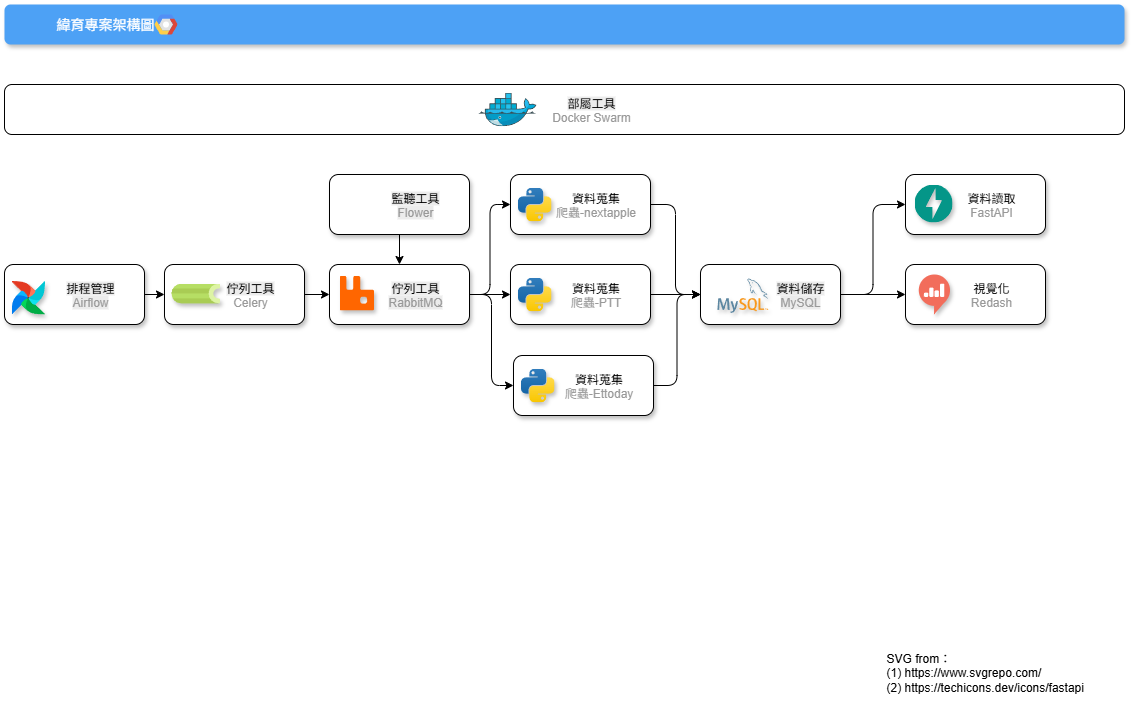 緯育專案架構圖
部屬工具
Docker Swarm
監聽工具
Flower
資料蒐集
爬蟲-nextapple
資料讀取
FastAPI
排程管理
Airflow
佇列工具
Celery
佇列工具
RabbitMQ
資料蒐集
爬蟲-PTT
MySQL
資料儲存
MySQL
視覺化
Redash
資料蒐集
爬蟲-Ettoday
SVG from：
(1) https://www.svgrepo.com/
(2) https://techicons.dev/icons/fastapi